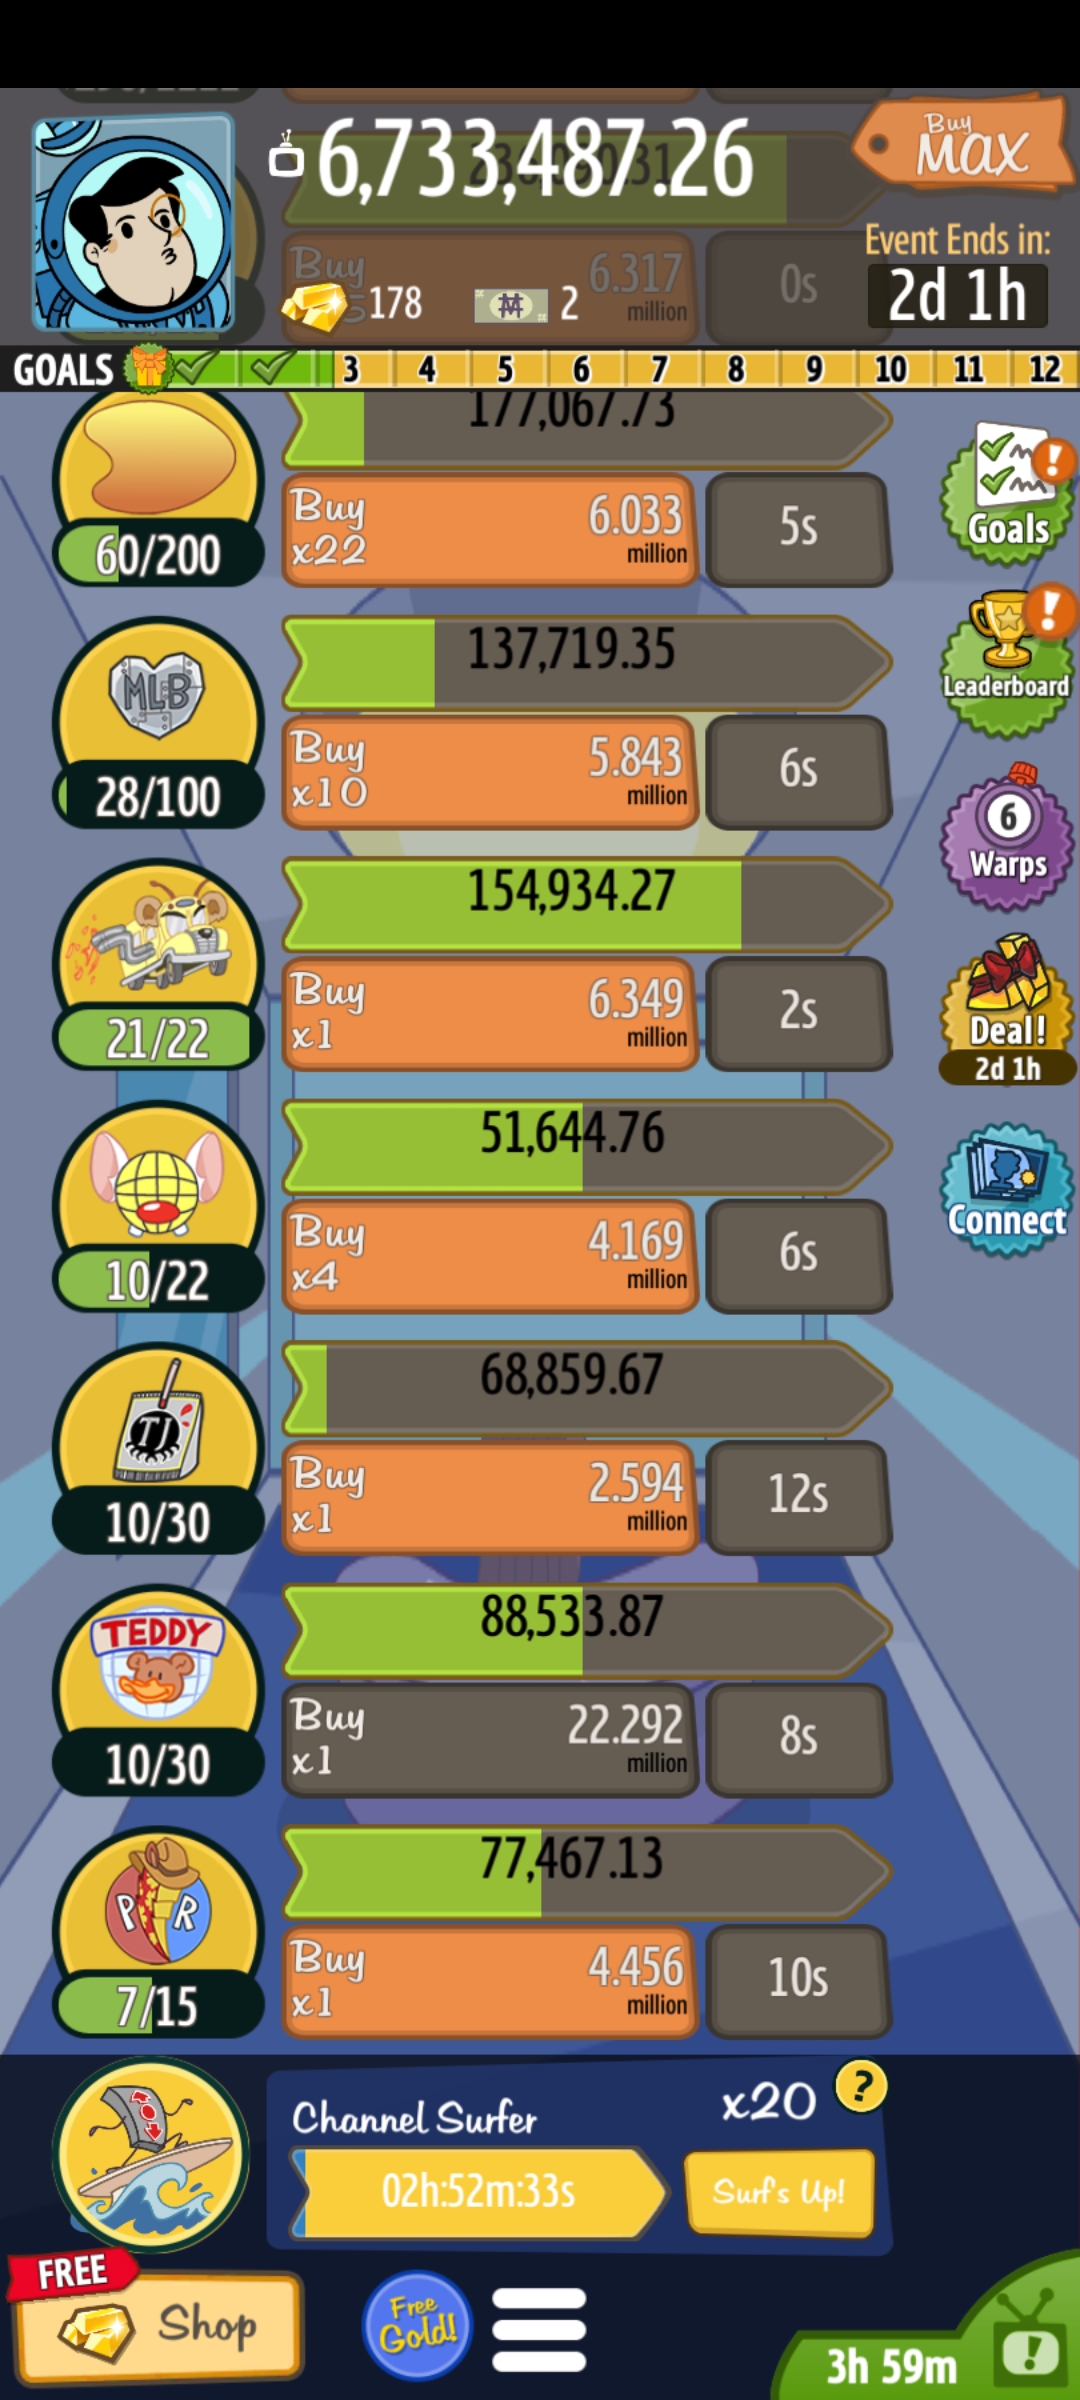 6,733,487.26
Buy
MAX
Event Ends in:
2d 1h
178
2
Buy
6.317
million
0s
GOALS
3 4 5 6 7 8 9 10 11 12
177,067.73
60/200
Buy
x22
6.033
million
5s
Goals
137,719.35
MLB
28/100
Buy
x10
5.843
million
6s
Leaderboard
6
Warps
154,934.27
21/22
Buy
x1
6.349
million
2s
Deal!
2d 1h
51,644.76
10/22
Buy
x4
4.169
million
6s
Connect
68,859.67
TJ
10/30
Buy
x1
2.594
million
12s
88,533.87
TEDDY
10/30
Buy
x1
22.292
million
8s
77,467.13
P R
7/15
Buy
x1
4.456
million
10s
Channel Surfer
x20
?
02h:52m:33s
Surf's Up!
FREE
Shop
Free
Gold!
3h 59m